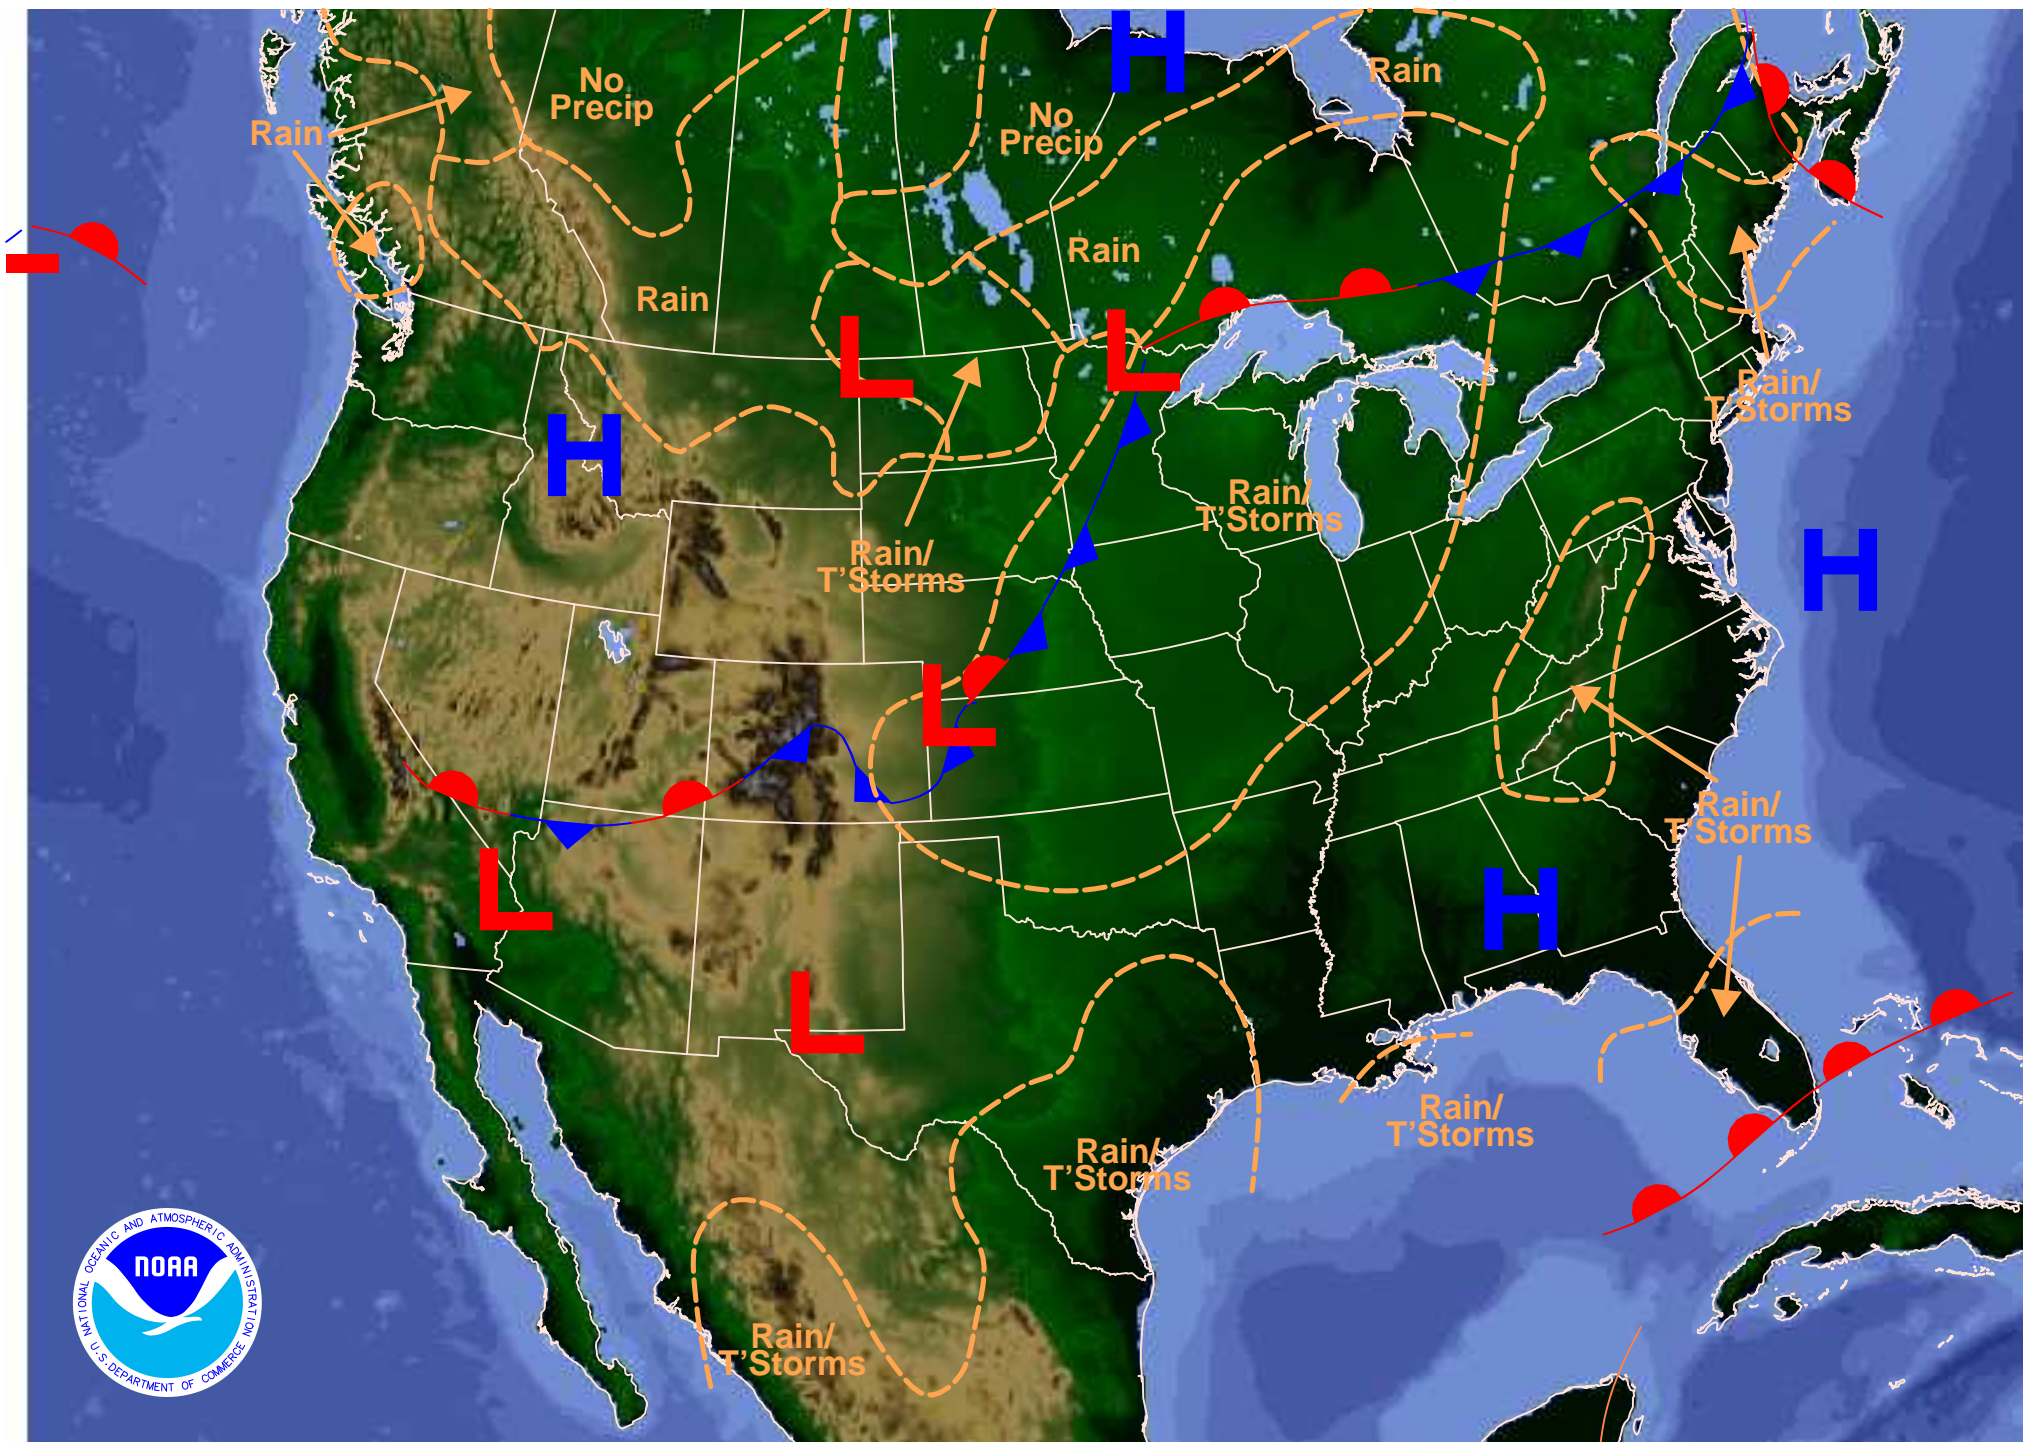 H
No
Precip
Rain
Rain
No
Precip
Rain
Rain
L
L
L
H
Rain/
T'Storms
Rain/
T'Storms
Rain/
T'Storms
H
L
Rain/
T'Storms
L
H
L
Rain/
T'Storms
Rain/
T'Storms
Rain/
T'Storms
NATIONAL OCEANIC AND ATMOSPHERIC ADMINISTRATION
NOAA
U.S. DEPARTMENT OF COMMERCE